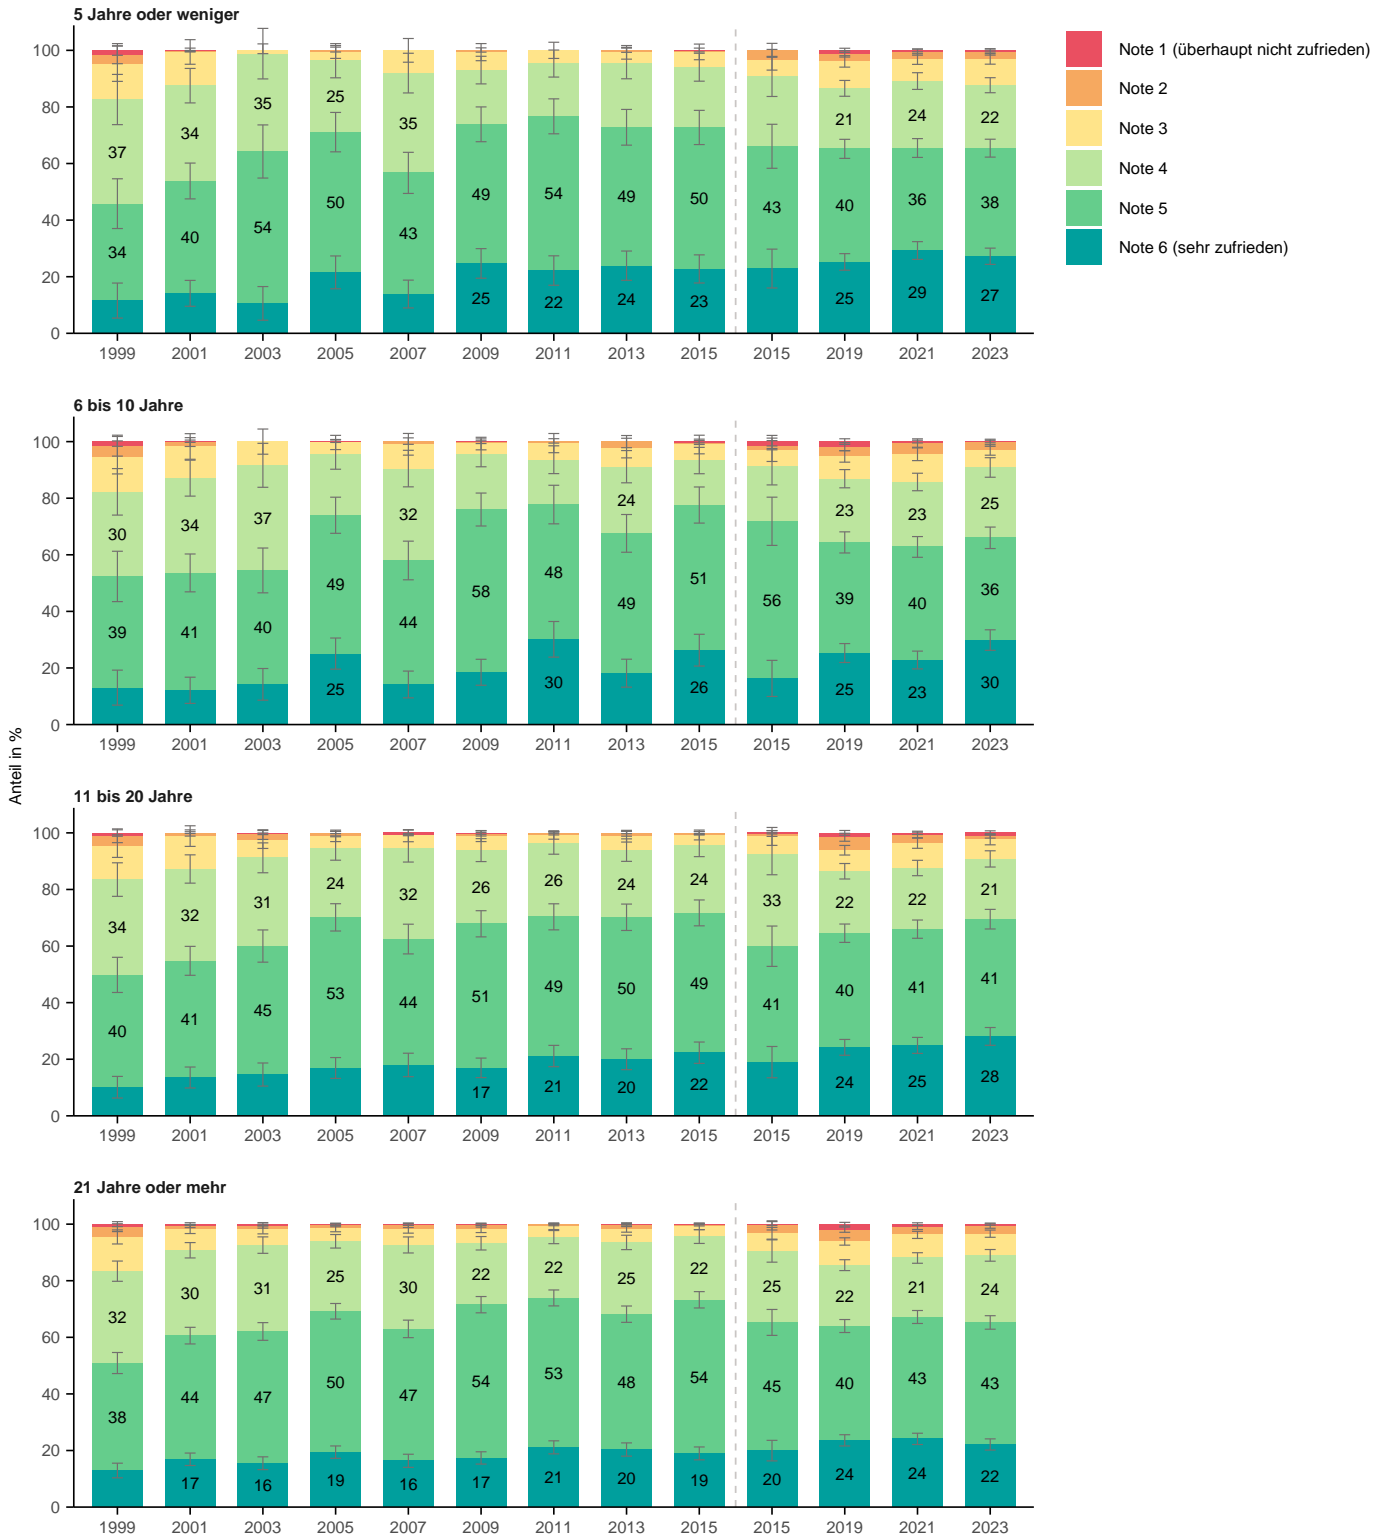 5 Jahre oder weniger
100
80
60
40
20
0
37 34
34 40
35 54
25 50
35 43
49 25
54 22
49 24
50 23
43
21 40 25
24 36 29
22 38 27
1999 2001 2003 2005 2007 2009 2011 2013 2015 2015 2019 2021 2023
Note 1 (überhaupt nicht zufrieden)
Note 2
Note 3
Note 4
Note 5
Note 6 (sehr zufrieden)
6 bis 10 Jahre
100
80
60
40
20
0
30 39
34 41
37 40
49 25
32 44
58
48 30
24 49
51 26
56
23 39 25
23 40 23
25 36 30
1999 2001 2003 2005 2007 2009 2011 2013 2015 2015 2019 2021 2023
Anteil in %
11 bis 20 Jahre
100
80
60
40
20
0
34 40
32 41
31 45
24 53
32 44
26 51 17
26 49 21
24 50 20
24 49 22
33 41
22 40 24
22 41 25
21 41 28
1999 2001 2003 2005 2007 2009 2011 2013 2015 2015 2019 2021 2023
21 Jahre oder mehr
100
80
60
40
20
0
32 38
30 44 17
31 47 16
25 50 19
30 47 16
22 54 17
22 53 21
25 48 20
22 54 19
25 45 20
22 40 24
21 43 24
24 43 22
1999 2001 2003 2005 2007 2009 2011 2013 2015 2015 2019 2021 2023